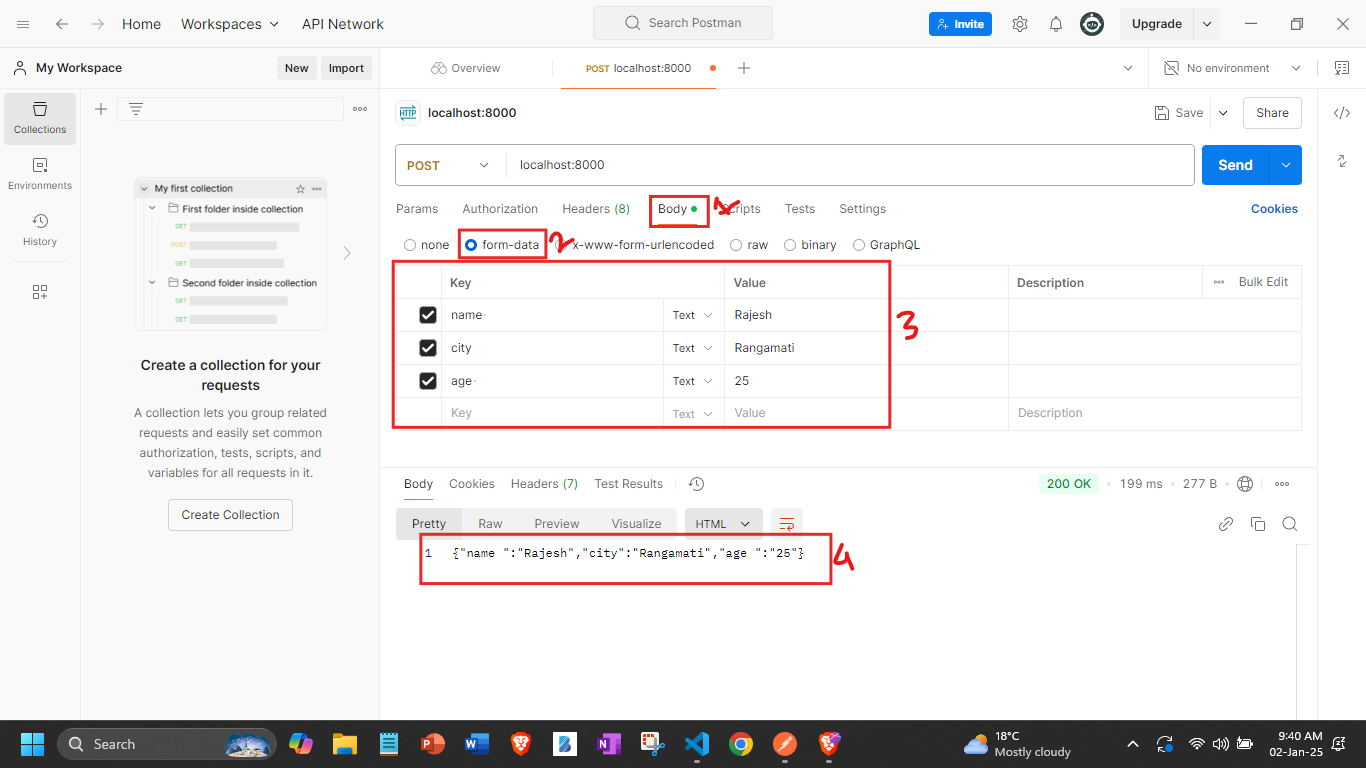 Home Workspaces API Network Search Postman Invite Upgrade
My Workspace New Import Overview POST localhost:8000 No environment
Collections
Environments
History
My first collection
First folder inside collection
GET
POST
GET
Second folder inside collection
GET
GET
Create a collection for your
requests
A collection lets you group related
requests and easily set common
authorization, tests, scripts, and
variables for all requests in it.
Create Collection
HTTP localhost:8000 Save Share
POST localhost:8000 Send
Params Authorization Headers (8) Body 1 Scripts Tests Settings Cookies
none form-data 2 x-www-form-urlencoded raw binary GraphQL
Key Value Description Bulk Edit
name Text Rajesh
city Text Rangamati
age Text 25
Key Text Value Description
3
Body Cookies Headers (7) Test Results 200 OK 199 ms 277 B
Pretty Raw Preview Visualize HTML
1 {"name ":"Rajesh","city":"Rangamati","age ":"25"}
4
Search
18°C
Mostly cloudy
9:40 AM
02-Jan-25